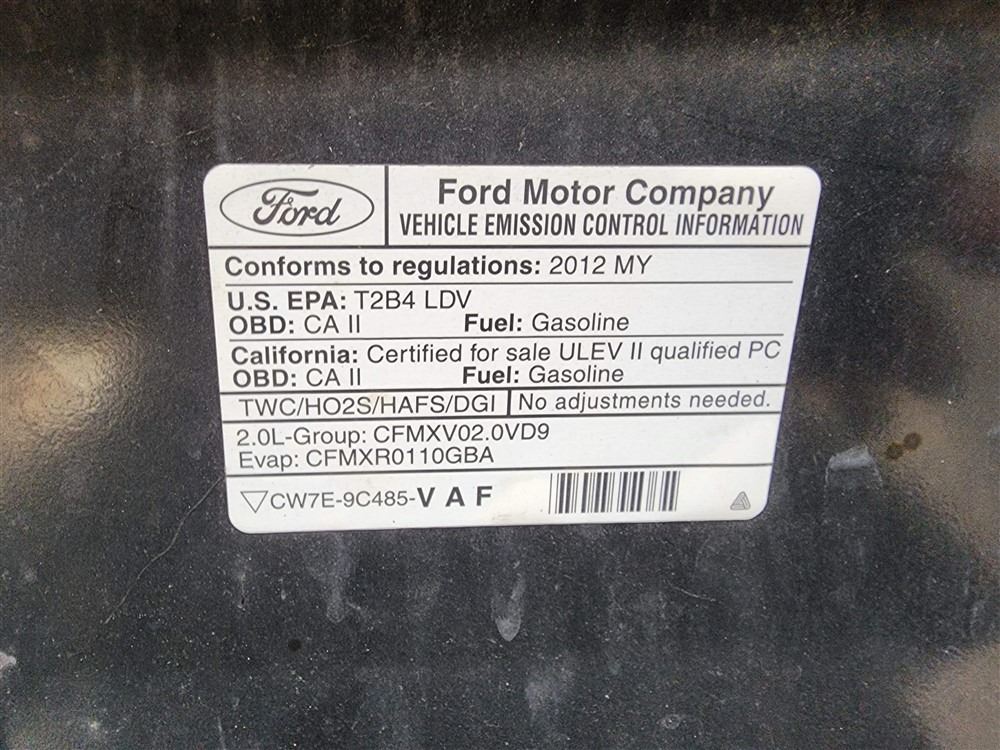 Ford
Ford Motor Company
VEHICLE EMISSION CONTROL INFORMATION
Conforms to regulations: 2012 MY
U.S. EPA: T2B4 LDV
OBD: CA II Fuel: Gasoline
California: Certified for sale ULEV II qualified PC
OBD: CA II Fuel: Gasoline
TWC/HO2S/HAFS/DGI No adjustments needed.
2.0L-Group: CFMXV02.0VD9
Evap: CFMXR0110GBA
CW7E-9C485-V A F